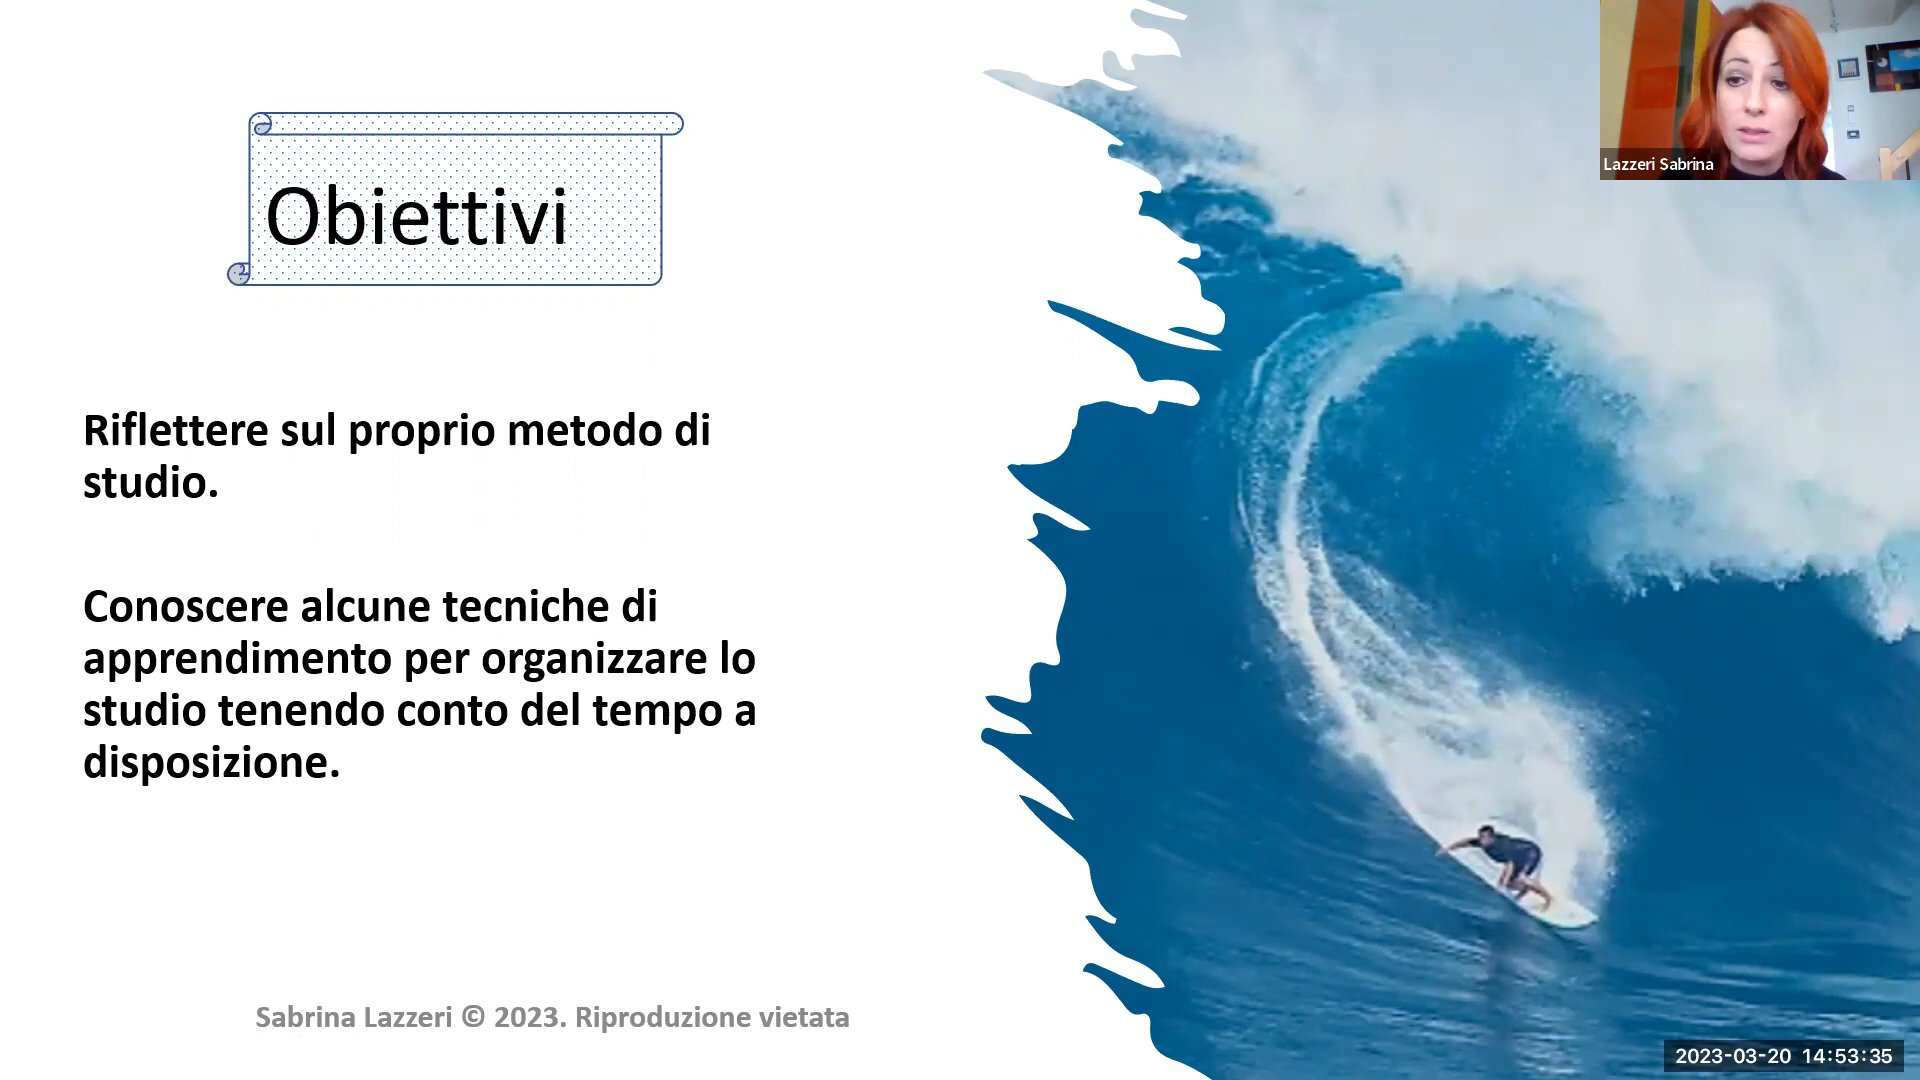 Obiettivi
Lazzeri Sabrina
Riflettere sul proprio metodo di
studio.
Conoscere alcune tecniche di
apprendimento per organizzare lo
studio tenendo conto del tempo a
disposizione.
Sabrina Lazzeri © 2023. Riproduzione vietata
2023-03-20 14:53:35